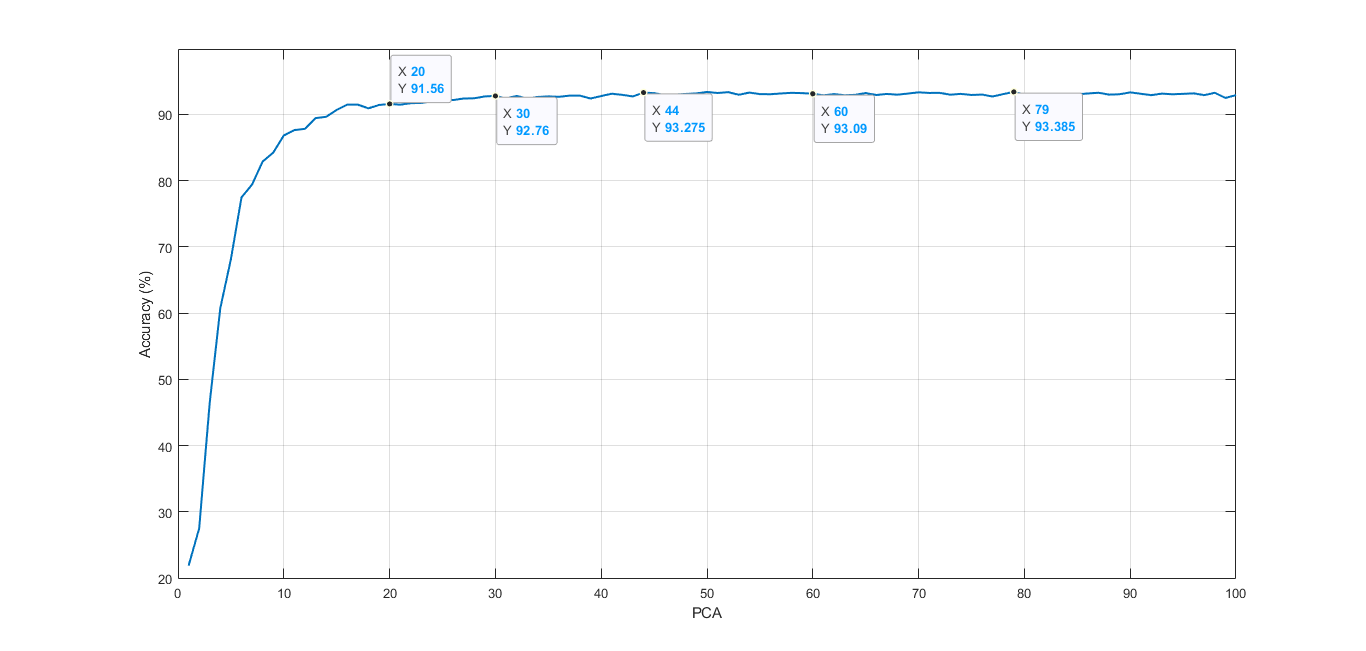 X 20
Y 91.56
X 30
Y 92.76
X 44
Y 93.275
X 60
Y 93.09
X 79
Y 93.385
90
80
70
60
50
40
30
20
Accuracy (%)
0 10 20 30 40 50 60 70 80 90 100
PCA